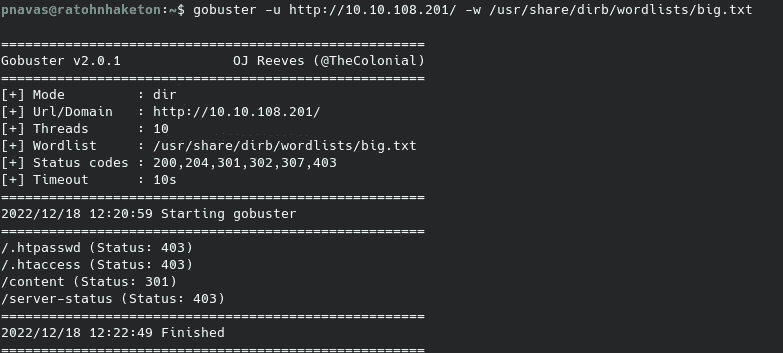 pnavas@ratohnhaketon:~$ gobuster -u http://10.10.108.201/ -w /usr/share/dirb/wordlists/big.txt
=====================================================
Gobuster v2.0.1              OJ Reeves (@TheColonial)
=====================================================
[+] Mode         : dir
[+] Url/Domain   : http://10.10.108.201/
[+] Threads      : 10
[+] Wordlist     : /usr/share/dirb/wordlists/big.txt
[+] Status codes : 200,204,301,302,307,403
[+] Timeout      : 10s
=====================================================
2022/12/18 12:20:59 Starting gobuster
=====================================================
/.htpasswd (Status: 403)
/.htaccess (Status: 403)
/content (Status: 301)
/server-status (Status: 403)
=====================================================
2022/12/18 12:22:49 Finished
=====================================================